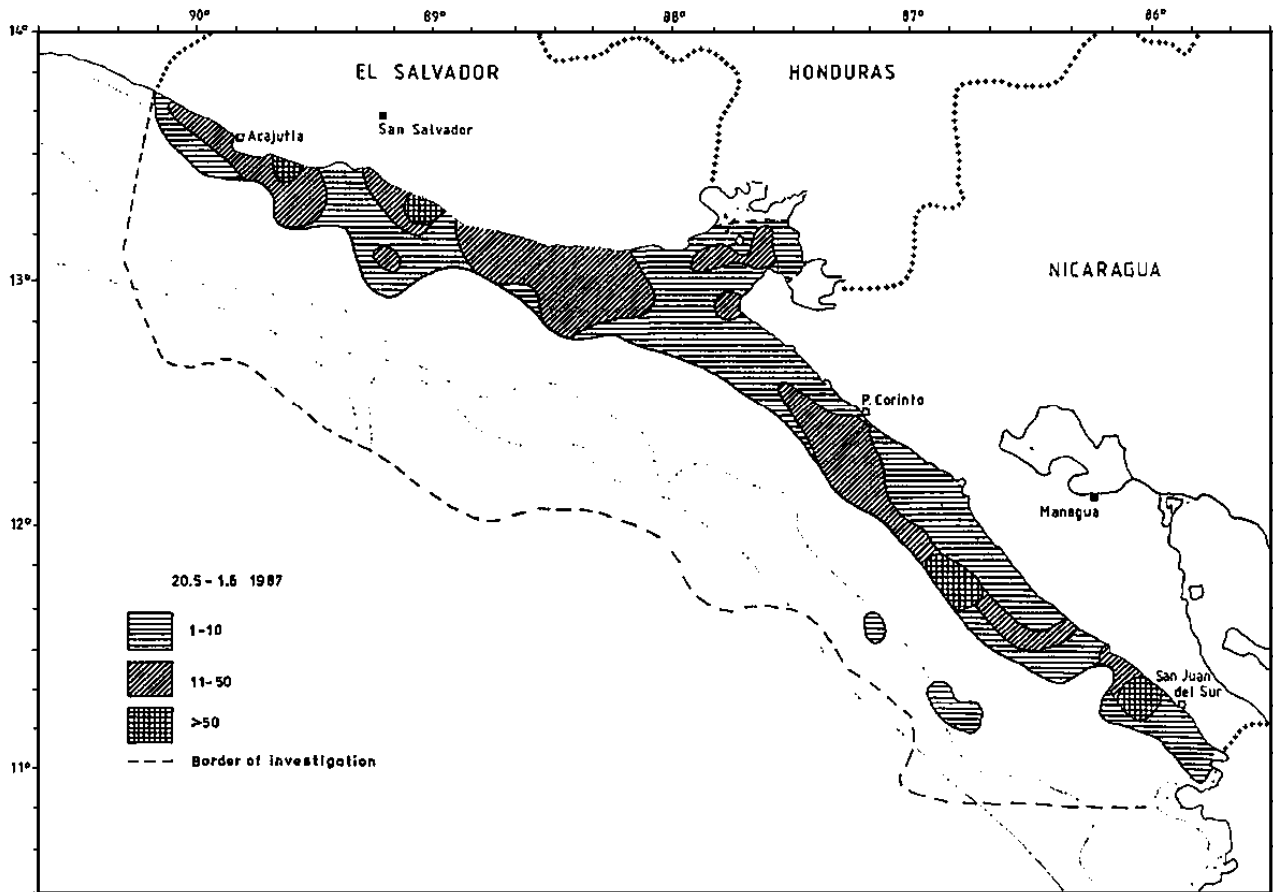 90° 89° 88° 87° 86°
14°
EL SALVADOR
HONDURAS
San Salvador
Acajutla
13°
NICARAGUA
P. Corinto
12°
Managua
20.5 - 1.6 1987
1-10
11-50
>50
Border of investigation
San Juan
del Sur
11°